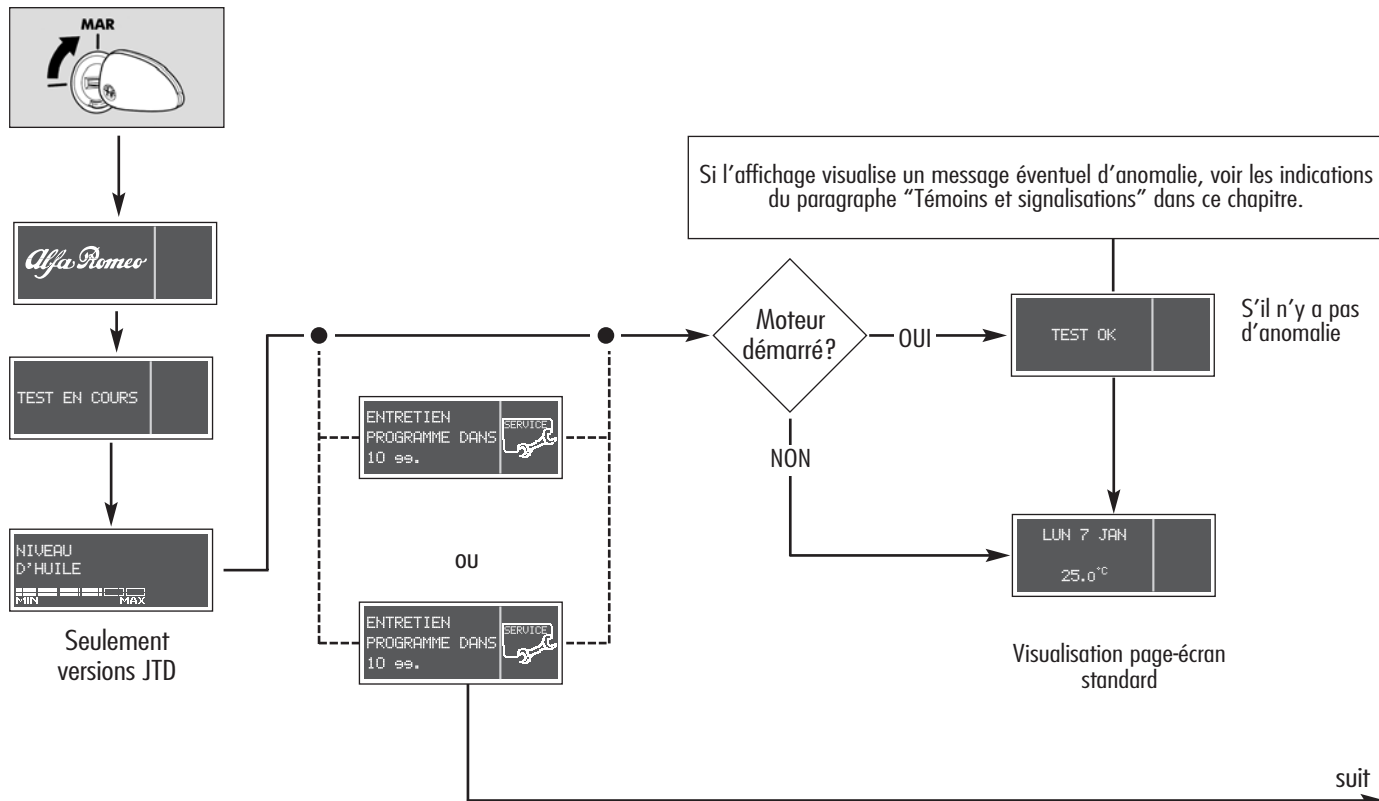 MAR
Alfa Romeo
TEST EN COURS
NIVEAU
D'HUILE
MIN MAX
Seulement
versions JTD
ENTRETIEN
PROGRAMME DANS
10 gg.
SERVICE
ou
ENTRETIEN
PROGRAMME DANS
10 gg.
SERVICE
Si l'affichage visualise un message éventuel d'anomalie, voir les indications
du paragraphe "Témoins et signalisations" dans ce chapitre.
Moteur
démarré?
OUI
NON
TEST OK
S'il n'y a pas
d'anomalie
LUN 7 JAN
25.0°C
Visualisation page-écran
standard
suit